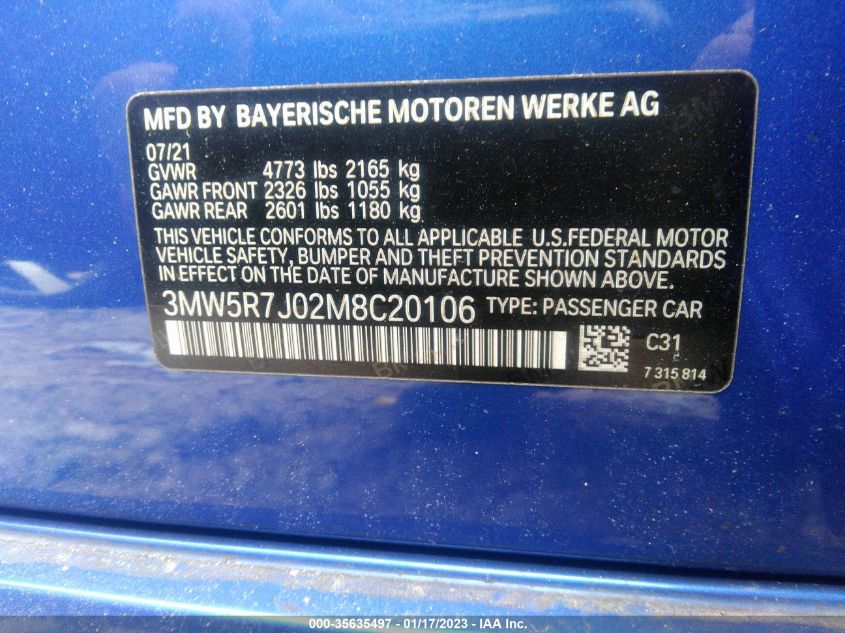 MFD BY BAYERISCHE MOTOREN WERKE AG
07/21
GVWR 4773 lbs 2165 kg
GAWR FRONT 2326 lbs 1055 kg
GAWR REAR 2601 lbs 1180 kg
THIS VEHICLE CONFORMS TO ALL APPLICABLE U.S.FEDERAL MOTOR
VEHICLE SAFETY, BUMPER AND THEFT PREVENTION STANDARDS
IN EFFECT ON THE DATE OF MANUFACTURE SHOWN ABOVE.
3MW5R7J02M8C20106 TYPE: PASSENGER CAR
C31
7 315 814
000-35635497 - 01/17/2023 - IAA Inc.